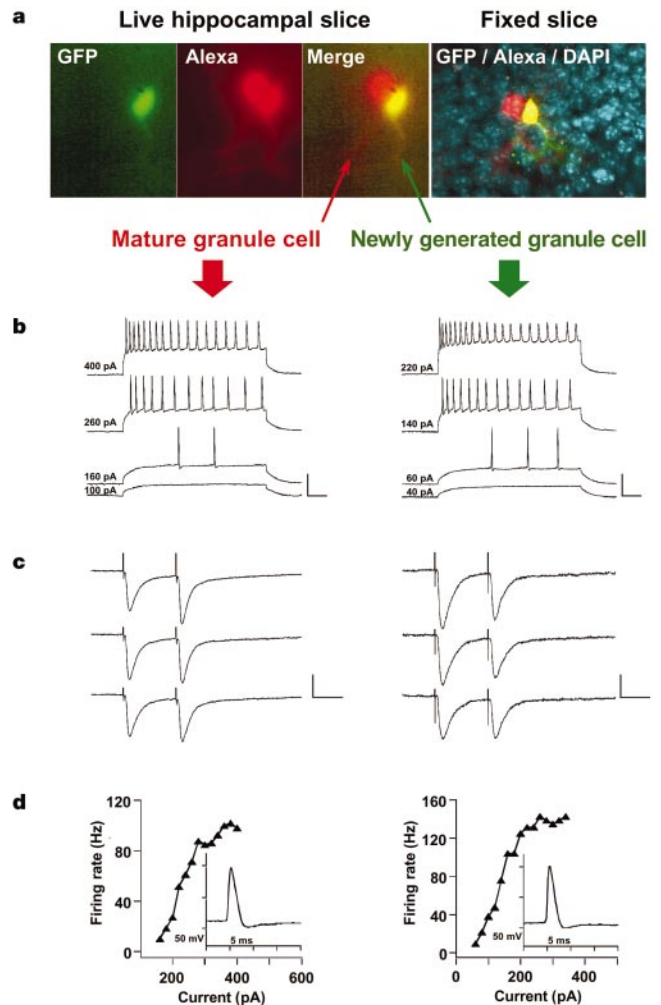 a
Live hippocampal slice
Fixed slice
GFP
Alexa
Merge
GFP / Alexa / DAPI
Mature granule cell
Newly generated granule cell
b
400 pA
260 pA
160 pA
100 pA
220 pA
140 pA
60 pA
40 pA
c
d
Firing rate (Hz)
120
80
40
0
50 mV
5 ms
200
400
600
Current (pA)
Firing rate (Hz)
160
120
80
40
0
50 mV
5 ms
0
200
400
600
Current (pA)